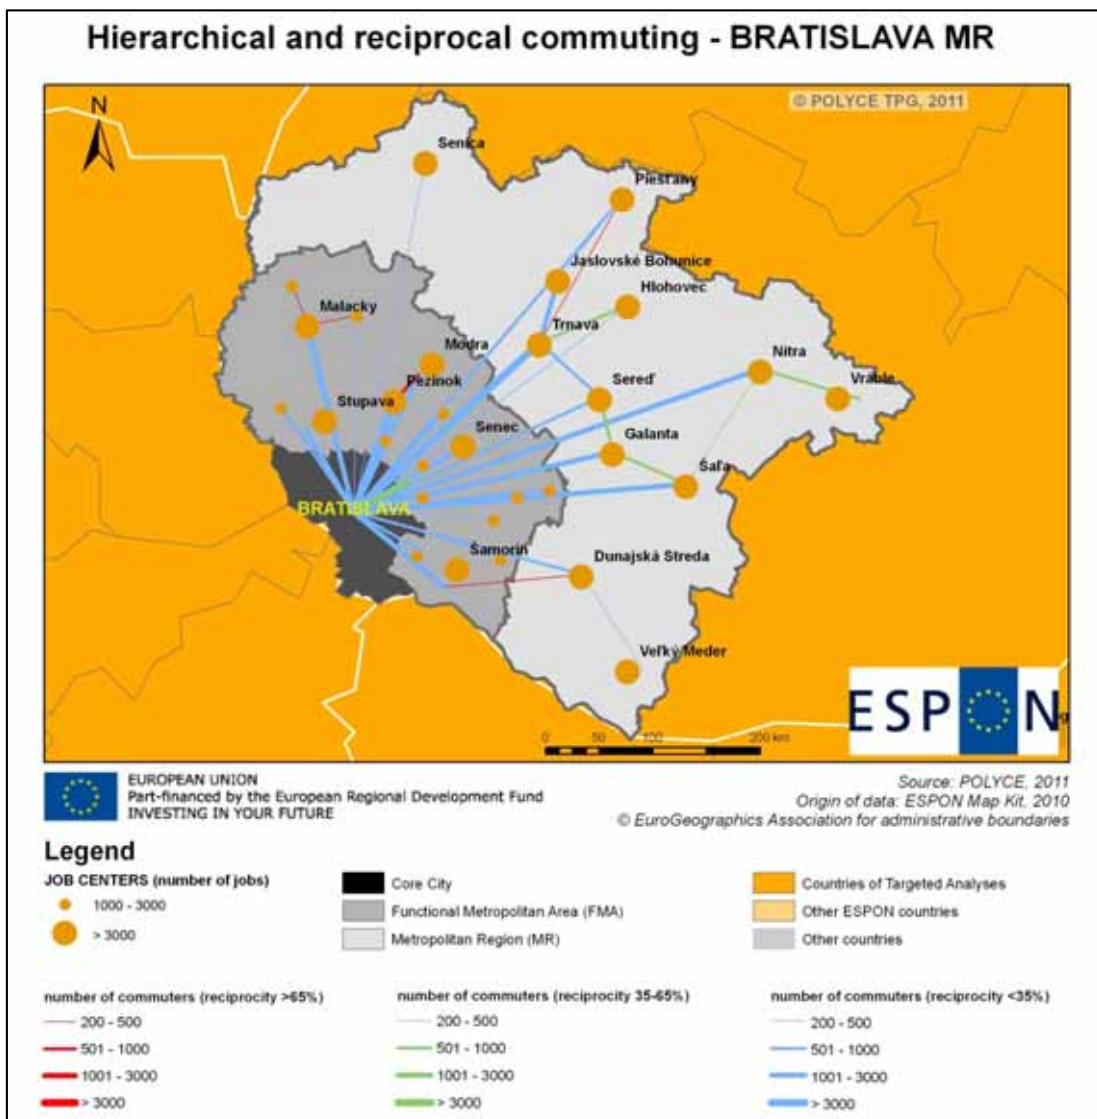 Hierarchical and reciprocal commuting - BRATISLAVA MR
N
© POLYCE TPG, 2011
Senica
Piešťany
Jaslovské Bohunice
Hlohovec
Malacky
Trnava
Modra
Nitra
Pezinok
Sereď
Vráble
Stupava
Senec
Galanta
Šaľa
BRATISLAVA
Šamorín
Dunajská Streda
Veľký Meder
ESPON
0 50 100 200 km
EUROPEAN UNION
Part-financed by the European Regional Development Fund
INVESTING IN YOUR FUTURE
Source: POLYCE, 2011
Origin of data: ESPON Map Kit, 2010
© EuroGeographics Association for administrative boundaries
Legend
JOB CENTERS (number of jobs)
1000 - 3000
> 3000
Core City
Functional Metropolitan Area (FMA)
Metropolitan Region (MR)
Countries of Targeted Analyses
Other ESPON countries
Other countries
number of commuters (reciprocity >65%)
200 - 500
501 - 1000
1001 - 3000
> 3000
number of commuters (reciprocity 35-65%)
200 - 500
501 - 1000
1001 - 3000
> 3000
number of commuters (reciprocity <35%)
200 - 500
501 - 1000
1001 - 3000
> 3000